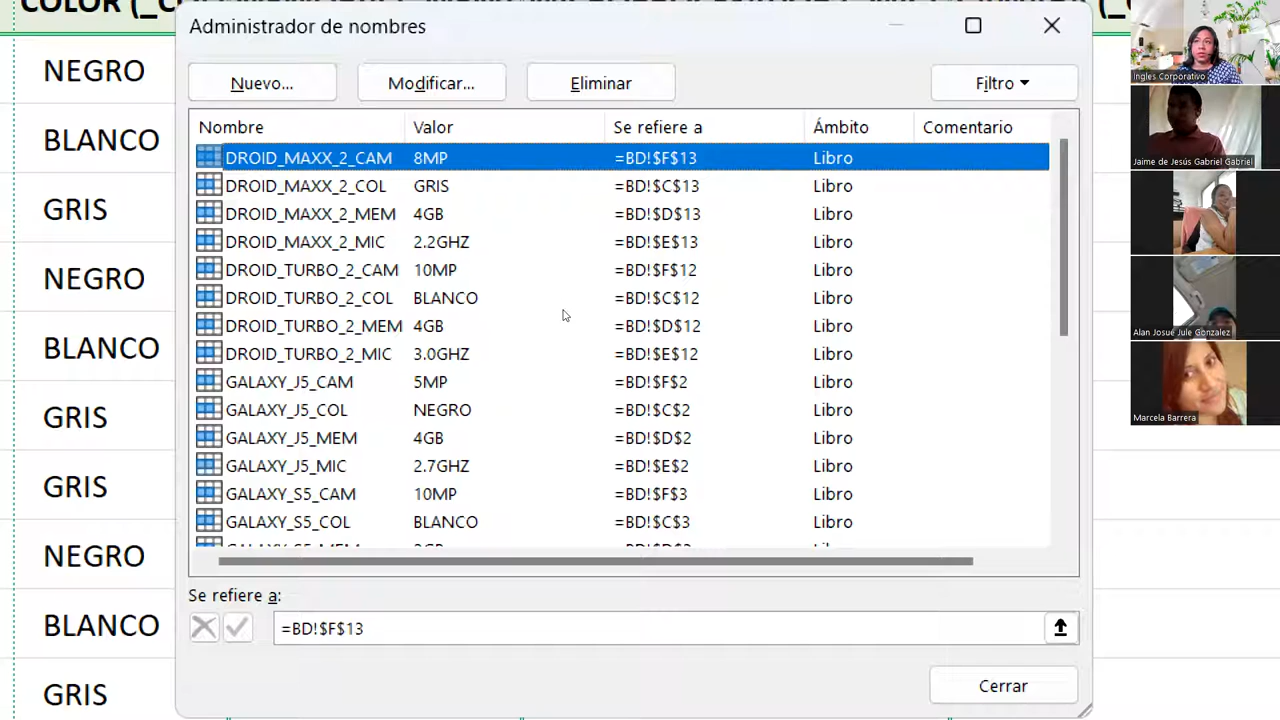 COLOR (_CO
Administrador de nombres
Nuevo... Modificar... Eliminar Filtro
Nombre Valor Se refiere a Ámbito Comentario
DROID_MAXX_2_CAM 8MP =BD!$F$13 Libro
DROID_MAXX_2_COL GRIS =BD!$C$13 Libro
DROID_MAXX_2_MEM 4GB =BD!$D$13 Libro
DROID_MAXX_2_MIC 2.2GHZ =BD!$E$13 Libro
DROID_TURBO_2_CAM 10MP =BD!$F$12 Libro
DROID_TURBO_2_COL BLANCO =BD!$C$12 Libro
DROID_TURBO_2_MEM 4GB =BD!$D$12 Libro
DROID_TURBO_2_MIC 3.0GHZ =BD!$E$12 Libro
GALAXY_J5_CAM 5MP =BD!$F$2 Libro
GALAXY_J5_COL NEGRO =BD!$C$2 Libro
GALAXY_J5_MEM 4GB =BD!$D$2 Libro
GALAXY_J5_MIC 2.7GHZ =BD!$E$2 Libro
GALAXY_S5_CAM 10MP =BD!$F$3 Libro
GALAXY_S5_COL BLANCO =BD!$C$3 Libro
Se refiere a:
=BD!$F$13
Cerrar
NEGRO
BLANCO
GRIS
NEGRO
BLANCO
GRIS
GRIS
NEGRO
BLANCO
GRIS
Ingles Corporativo
Jaime de Jesús Gabriel Gabriel
Alan Josué Jule Gonzalez
Marcela Barrera